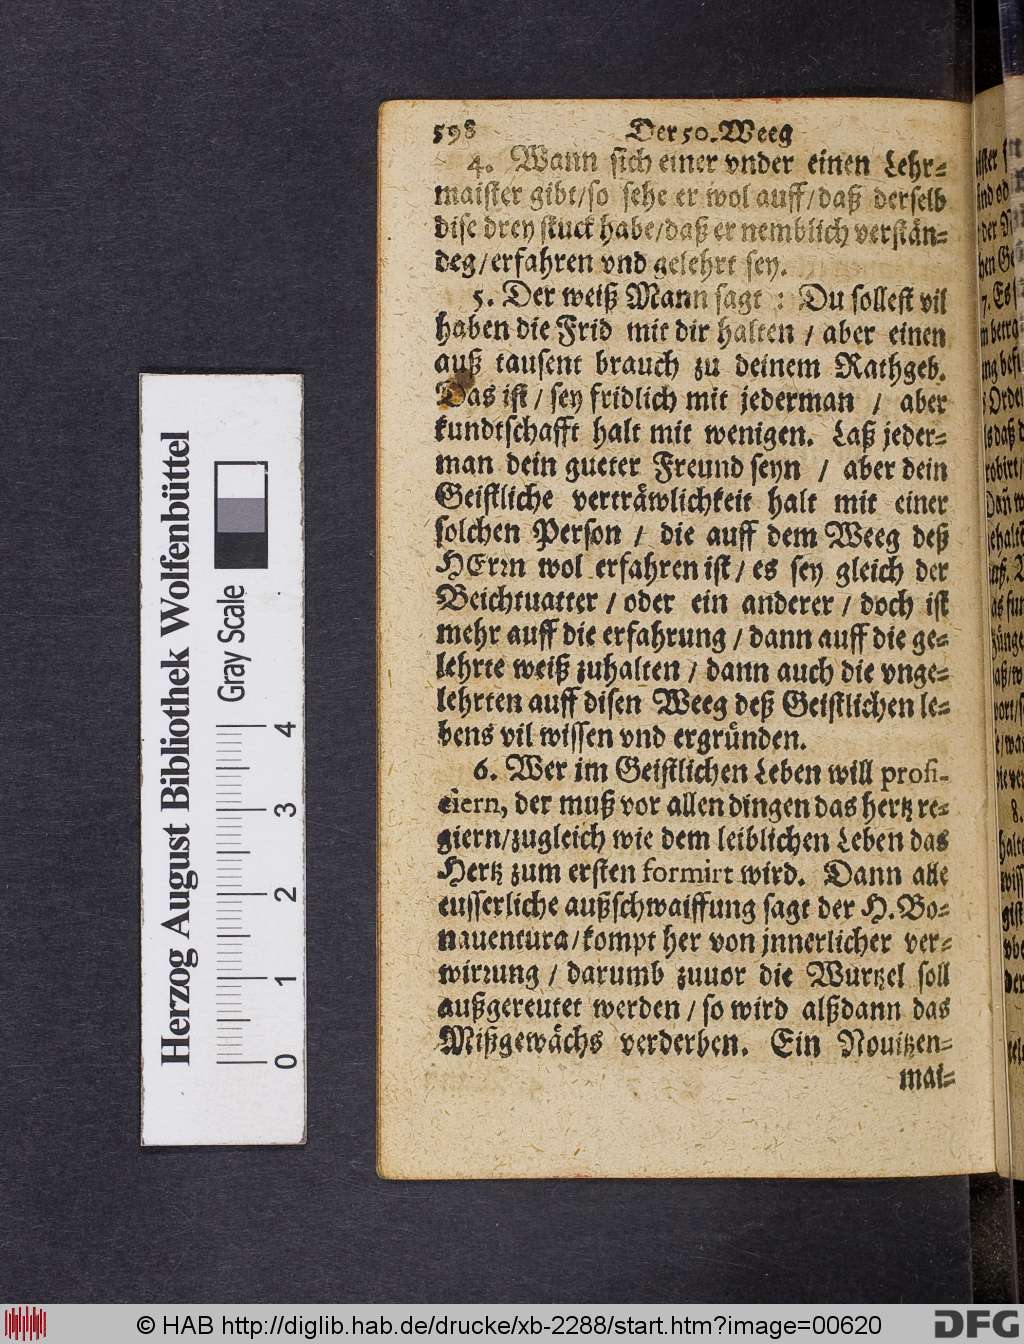 598 Der 50. Weeg
4. Wann sich einer vnder einen Lehr=
maister gibt/so sehe er wol auff/daß derselb
dise drey stuck habe/daß er nemblich verstän=
deg/erfahren vnd gelehrt sey.
5. Der weiß Mann sagt : Du sollest vil
haben die Frid mit dir halten / aber einen
auß tausent brauch zu deinem Rathgeb.
Das ist / sey fridlich mit jederman / aber
kundtschafft halt mit wenigen. Laß jeder=
man dein gueter Freund seyn / aber dein
Geistliche verträwlichkeit halt mit einer
solchen Person / die auff dem Weeg deß
HErrn wol erfahren ist / es sey gleich der
Beichtuatter / oder ein anderer / doch ist
mehr auff die erfahrung / dann auff die ge=
lehrte weiß zuhalten / dann auch die vnge=
lehrten auff disen Weeg deß Geistlichen le=
bens vil wissen vnd ergründen.
6. Wer im Geistlichen Leben will profi-
ciern, der muß vor allen dingen das hertz re=
giern/zugleich wie dem leiblichen Leben das
Hertz zum ersten formirt wird. Dann alle
eusserliche außschwaiffung sagt der H. Bo=
nauentura/kompt her von jnnerlicher ver=
wirrung / darumb zuuor die Wurtzel soll
außgereutet werden / so wird alßdann das
Mißgewächs verderben. Ein Nouitzen=
mai=
Herzog August Bibliothek Wolfenbüttel
Gray Scale
0 1 2 3 4
© HAB http://diglib.hab.de/drucke/xb-2288/start.htm?image=00620
DFG